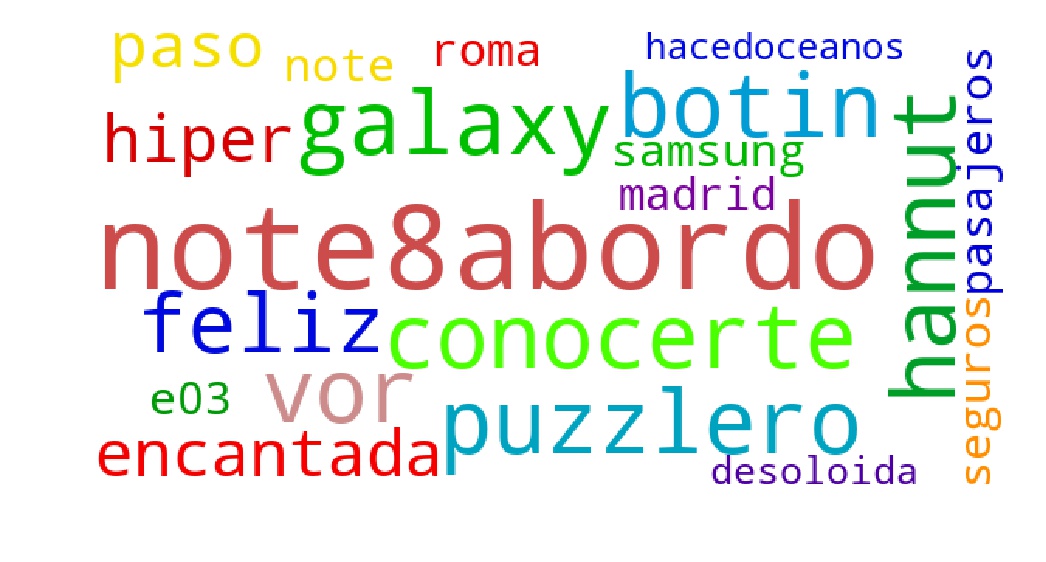 paso note roma hacedoceanos
hiper galaxy botin
samsung
madrid
note8abordo
feliz conocerte
e03 vor puzzlero
encantada
desoloida
hannut
pasajeros
seguros